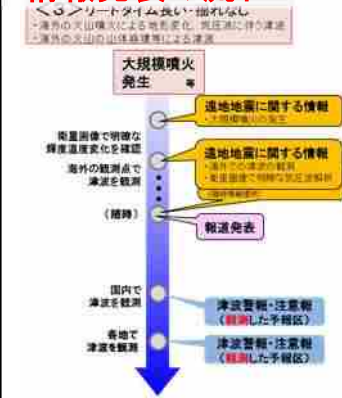 ・海外の火山噴火による地形変化、気圧波に伴う津波
・海外の火山の山体崩壊等による津波
大規模噴火
発生 等
遠地地震に関する情報
・大規模噴火の発生
衛星画像で明瞭な
輝度温度変化を確認
海外の観測点で
津波を観測
遠地地震に関する情報
・海外での津波の観測
・衛星画像で明瞭な気圧波解析
(随時)
報道発表
国内で
津波を観測
津波警報・注意報
(観測した予報区)
各地で
津波を観測
津波警報・注意報
(観測した予報区)